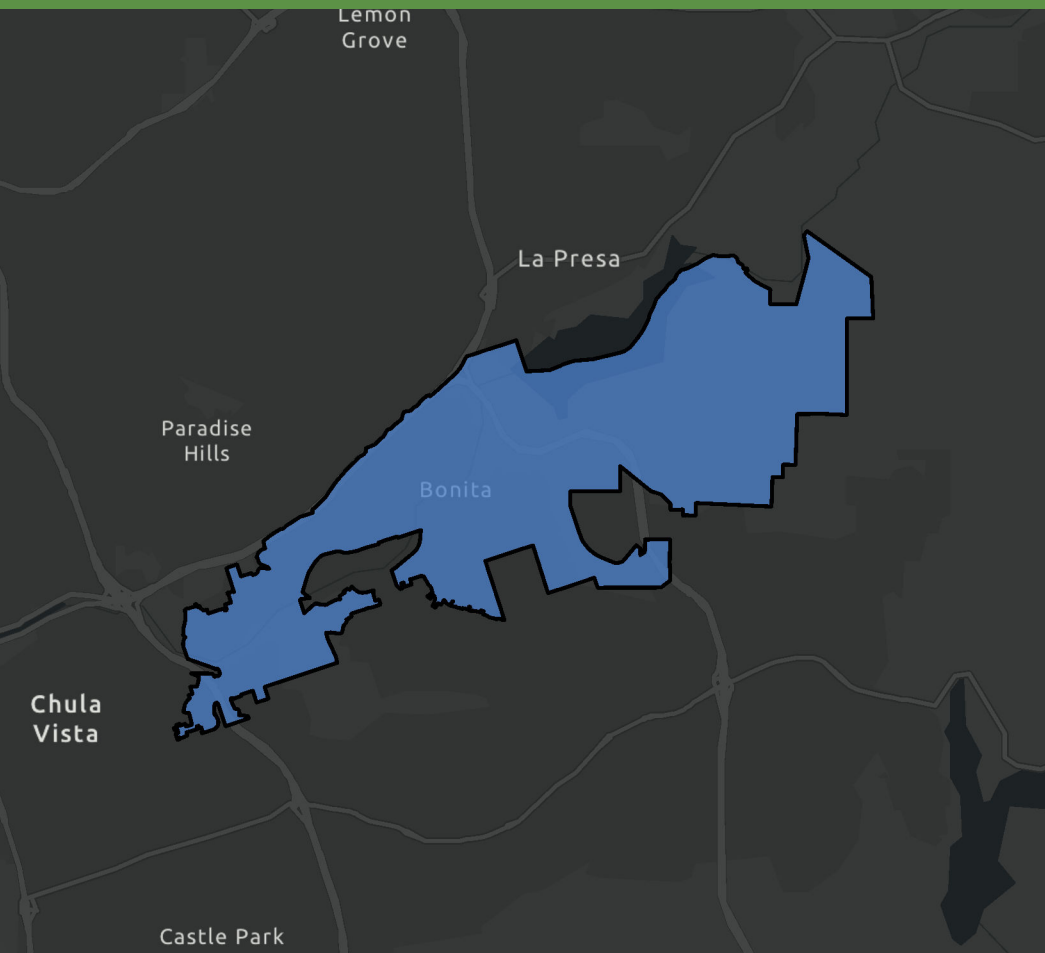 Lemon
Grove
La Presa
Paradise
Hills
Bonita
Chula
Vista
Castle Park